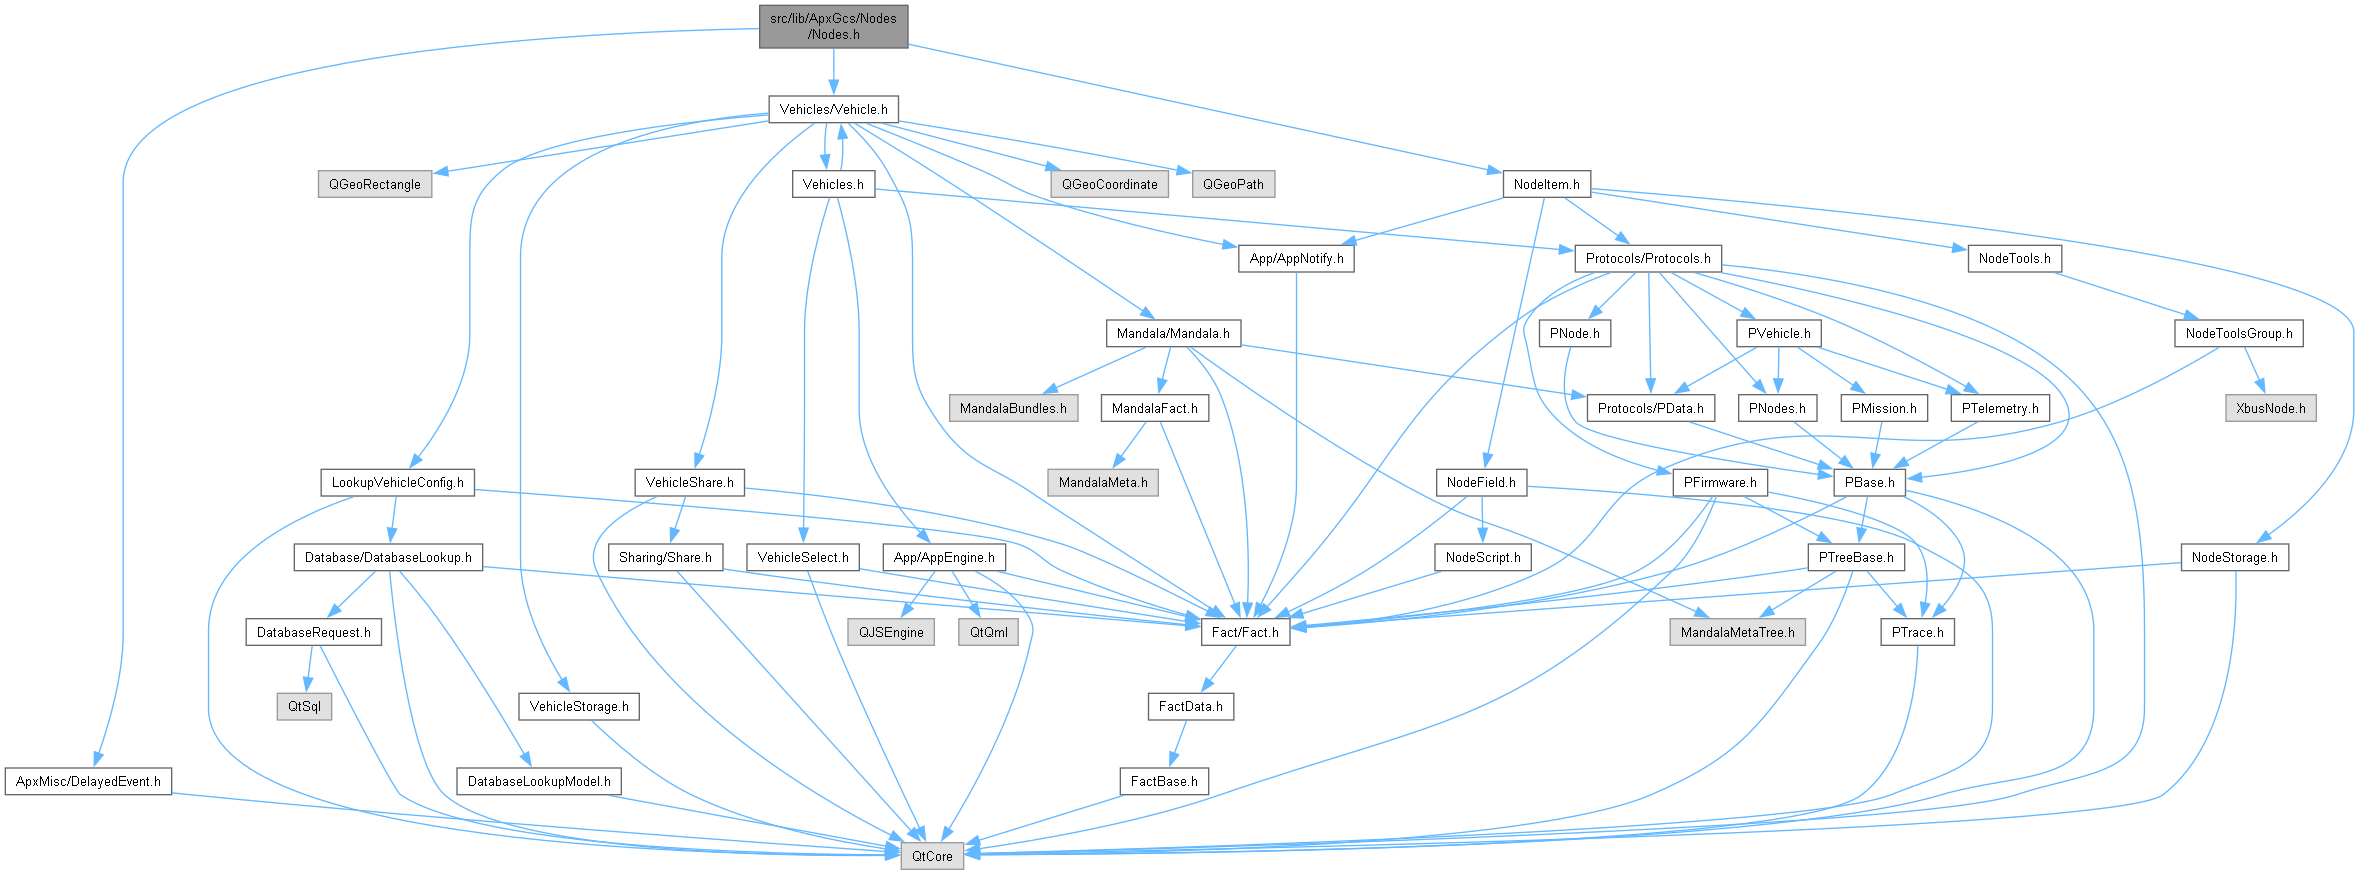 src/lib/ApxGcs/Nodes
/Nodes.h
Vehicles/Vehicle.h
QGeoRectangle
Vehicles.h
QGeoCoordinate
QGeoPath
NodeItem.h
App/AppNotify.h
Protocols/Protocols.h
NodeTools.h
Mandala/Mandala.h
PNode.h
PVehicle.h
NodeToolsGroup.h
MandalaBundles.h
MandalaFact.h
Protocols/PData.h
PNodes.h
PMission.h
PTelemetry.h
XbusNode.h
LookupVehicleConfig.h
VehicleShare.h
MandalaMeta.h
NodeField.h
PFirmware.h
PBase.h
Database/DatabaseLookup.h
Sharing/Share.h
VehicleSelect.h
App/AppEngine.h
NodeScript.h
PTreeBase.h
NodeStorage.h
DatabaseRequest.h
QJSEngine
QtQml
Fact/Fact.h
MandalaMetaTree.h
PTrace.h
QtSql
VehicleStorage.h
FactData.h
ApxMisc/DelayedEvent.h
DatabaseLookupModel.h
FactBase.h
QtCore